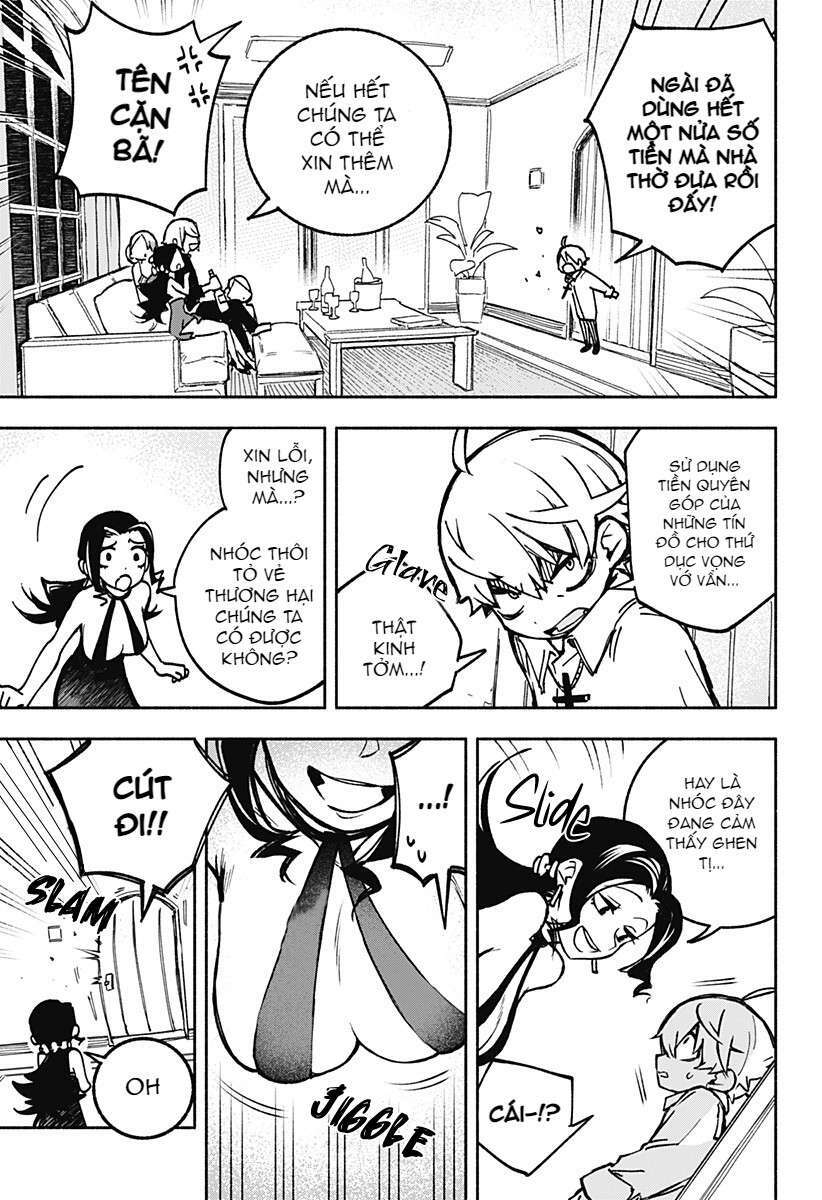 NGÀI ĐÃ
DÙNG HẾT
MỘT NỬA SỐ
TIỀN MÀ NHÀ
THỜ ĐƯA RỒI
ĐẤY!
NẾU HẾT
CHÚNG TA
CÓ THỂ
XIN THÊM
MÀ...
TÊN
CẶN
BÃ!
SỬ DỤNG
TIỀN QUYÊN
GÓP CỦA
NHỮNG TÍN
ĐỒ CHO THỨ
DỤC VỌNG
VỚ VẨN...
Glare
THẬT
KINH
TỞM...!
XIN LỖI,
NHƯNG
MÀ...?
NHÓC THÔI
TỎ VẺ
THƯƠNG HẠI
CHÚNG TA
CÓ ĐƯỢC
KHÔNG?
HAY LÀ
NHÓC ĐÂY
ĐANG CẢM
THẤY GHEN
TỊ...
Slide
CÁI-!?
...!
JIGGLE
CÚT
ĐI!!
SLAM
OH